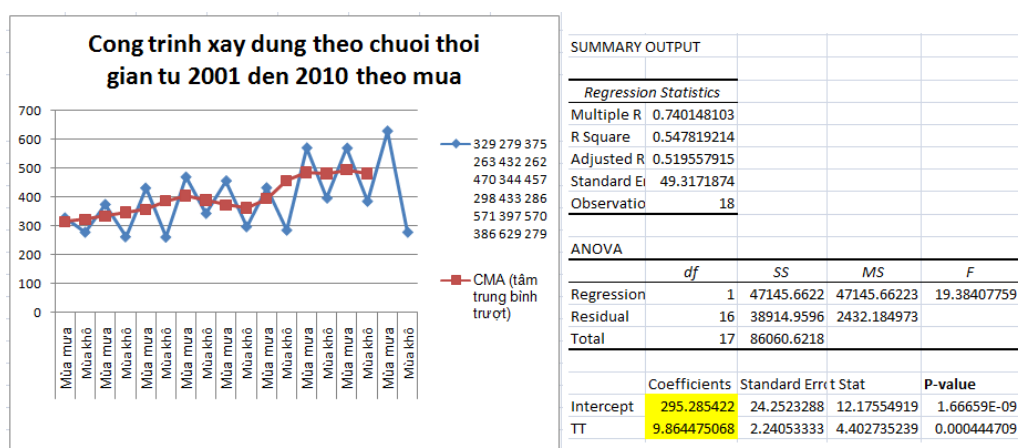 Cong trinh xay dung theo chuoi thoi
gian tu 2001 den 2010 theo mua
700
600
500
400
300
200
100
0
Mùa mưa
Mùa khô
Mùa mưa
Mùa khô
Mùa mưa
Mùa khô
Mùa mưa
Mùa khô
Mùa mưa
Mùa khô
Mùa mưa
Mùa khô
Mùa mưa
Mùa khô
Mùa mưa
Mùa khô
Mùa mưa
Mùa khô
329 279 375
263 432 262
470 344 457
298 433 286
571 397 570
386 629 279
CMA (tâm
trung bình
trượt)
SUMMARY OUTPUT
Regression Statistics
Multiple R 0.740148103
R Square 0.547819214
Adjusted R 0.519557915
Standard E 49.3171874
Observatio 18
ANOVA
df SS MS F
Regression 1 47145.6622 47145.66223 19.38407759
Residual 16 38914.9596 2432.184973
Total 17 86060.6218
Coefficients Standard Erro t Stat P-value
Intercept 295.285422 24.2523288 12.17554919 1.66659E-09
TT 9.864475068 2.24053333 4.402735239 0.000444709